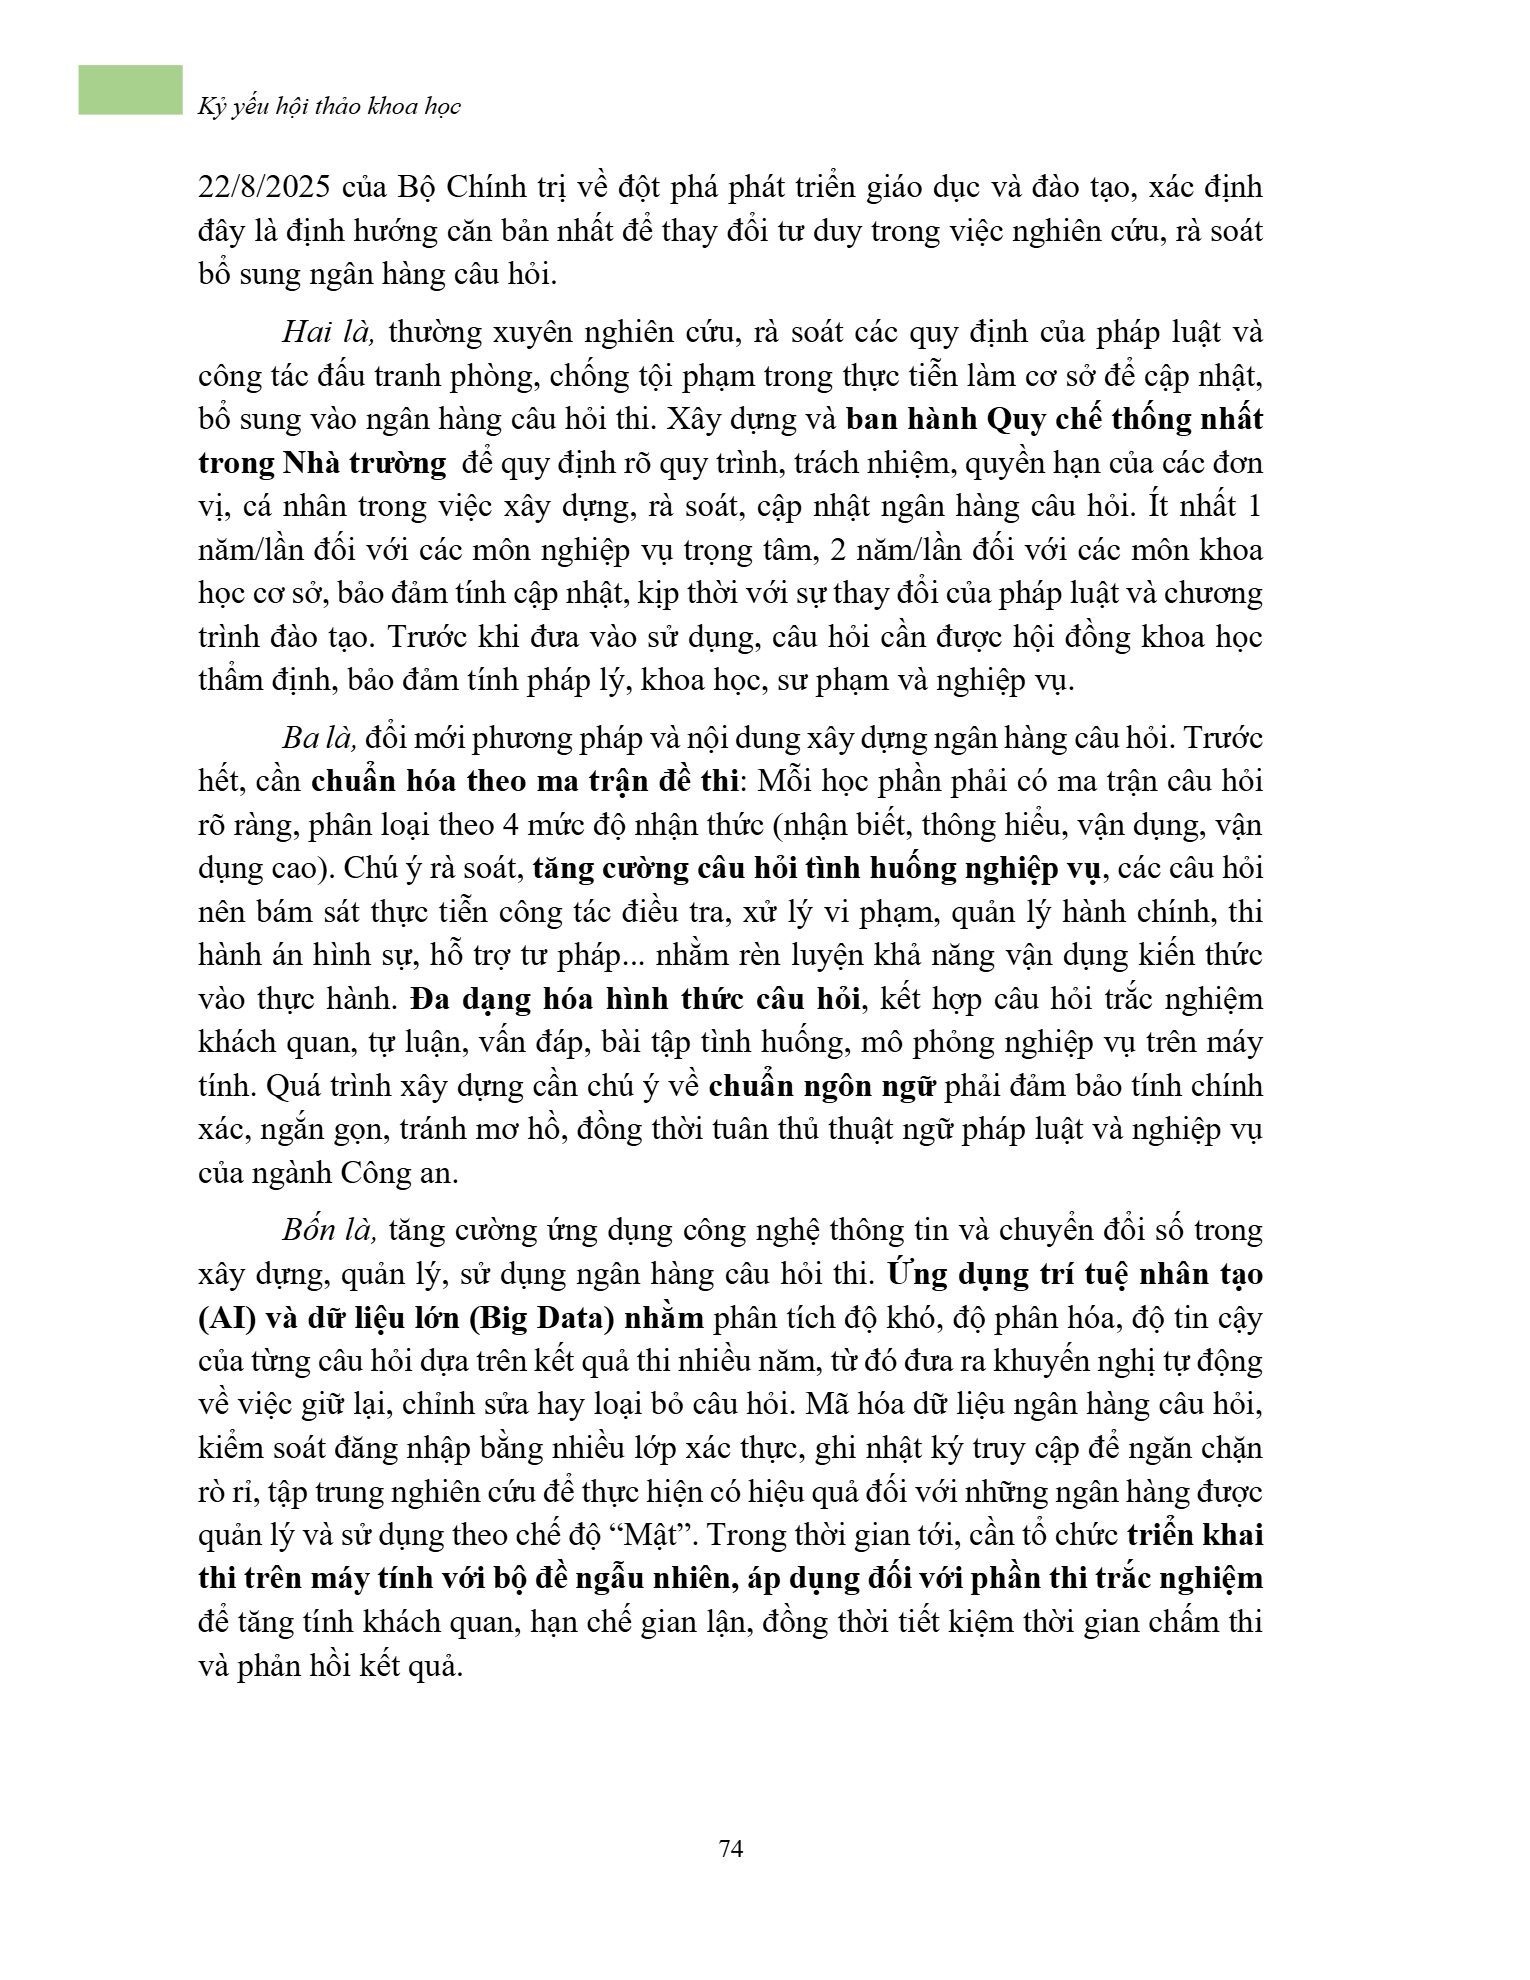 Kỷ yếu hội thảo khoa học
22/8/2025 của Bộ Chính trị về đột phá phát triển giáo dục và đào tạo, xác định
đây là định hướng căn bản nhất để thay đổi tư duy trong việc nghiên cứu, rà soát
bổ sung ngân hàng câu hỏi.
Hai là, thường xuyên nghiên cứu, rà soát các quy định của pháp luật và
công tác đấu tranh phòng, chống tội phạm trong thực tiễn làm cơ sở để cập nhật,
bổ sung vào ngân hàng câu hỏi thi. Xây dựng và ban hành Quy chế thống nhất
trong Nhà trường để quy định rõ quy trình, trách nhiệm, quyền hạn của các đơn
vị, cá nhân trong việc xây dựng, rà soát, cập nhật ngân hàng câu hỏi. Ít nhất 1
năm/lần đối với các môn nghiệp vụ trọng tâm, 2 năm/lần đối với các môn khoa
học cơ sở, bảo đảm tính cập nhật, kịp thời với sự thay đổi của pháp luật và chương
trình đào tạo. Trước khi đưa vào sử dụng, câu hỏi cần được hội đồng khoa học
thẩm định, bảo đảm tính pháp lý, khoa học, sư phạm và nghiệp vụ.
Ba là, đổi mới phương pháp và nội dung xây dựng ngân hàng câu hỏi. Trước
hết, cần chuẩn hóa theo ma trận đề thi: Mỗi học phần phải có ma trận câu hỏi
rõ ràng, phân loại theo 4 mức độ nhận thức (nhận biết, thông hiểu, vận dụng, vận
dụng cao). Chú ý rà soát, tăng cường câu hỏi tình huống nghiệp vụ, các câu hỏi
nên bám sát thực tiễn công tác điều tra, xử lý vi phạm, quản lý hành chính, thi
hành án hình sự, hỗ trợ tư pháp... nhằm rèn luyện khả năng vận dụng kiến thức
vào thực hành. Đa dạng hóa hình thức câu hỏi, kết hợp câu hỏi trắc nghiệm
khách quan, tự luận, vấn đáp, bài tập tình huống, mô phỏng nghiệp vụ trên máy
tính. Quá trình xây dựng cần chú ý về chuẩn ngôn ngữ phải đảm bảo tính chính
xác, ngắn gọn, tránh mơ hồ, đồng thời tuân thủ thuật ngữ pháp luật và nghiệp vụ
của ngành Công an.
Bốn là, tăng cường ứng dụng công nghệ thông tin và chuyển đổi số trong
xây dựng, quản lý, sử dụng ngân hàng câu hỏi thi. Ứng dụng trí tuệ nhân tạo
(AI) và dữ liệu lớn (Big Data) nhằm phân tích độ khó, độ phân hóa, độ tin cậy
của từng câu hỏi dựa trên kết quả thi nhiều năm, từ đó đưa ra khuyến nghị tự động
về việc giữ lại, chỉnh sửa hay loại bỏ câu hỏi. Mã hóa dữ liệu ngân hàng câu hỏi,
kiểm soát đăng nhập bằng nhiều lớp xác thực, ghi nhật ký truy cập để ngăn chặn
rò rỉ, tập trung nghiên cứu để thực hiện có hiệu quả đối với những ngân hàng được
quản lý và sử dụng theo chế độ “Mật”. Trong thời gian tới, cần tổ chức triển khai
thi trên máy tính với bộ đề ngẫu nhiên, áp dụng đối với phần thi trắc nghiệm
để tăng tính khách quan, hạn chế gian lận, đồng thời tiết kiệm thời gian chấm thi
và phản hồi kết quả.
74